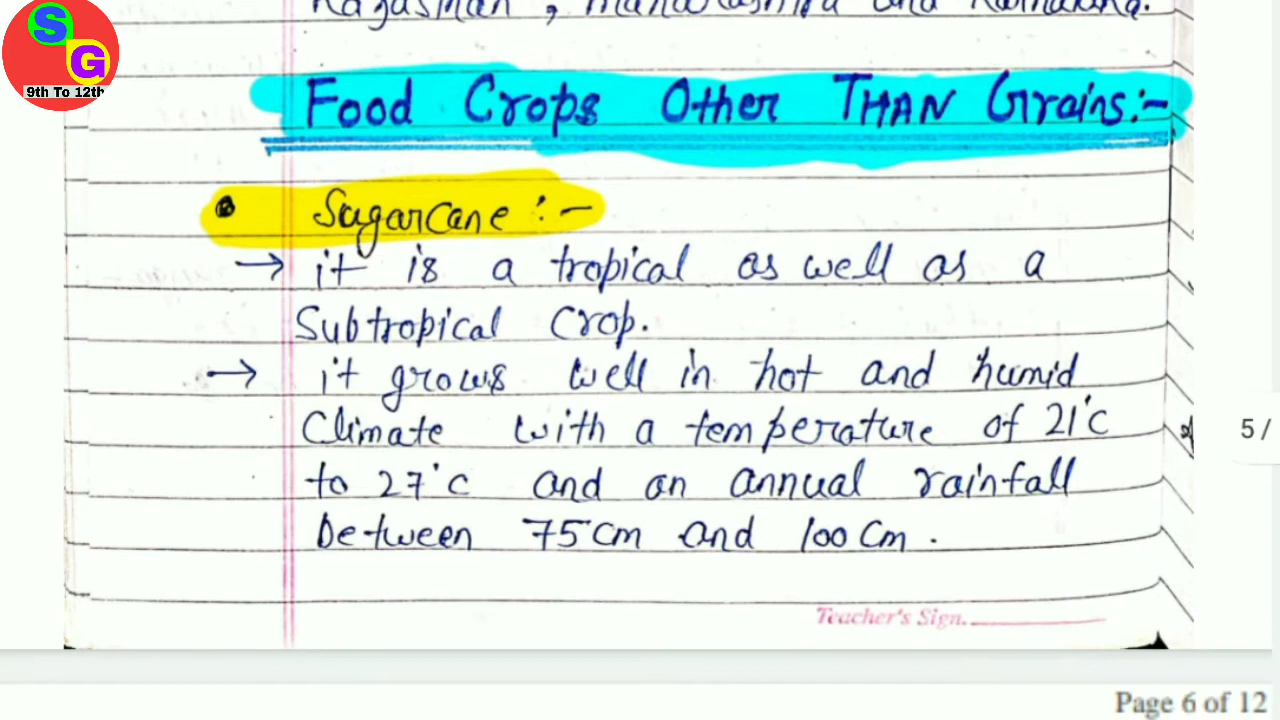 S
G
9th To 12th
Food Crops Other THAN Grains:-
• Sugarcane :-
→ it is a tropical as well as a
Subtropical Crop.
→ it grows well in hot and humid
Climate with a temperature of 21°c
to 27°c and an annual rainfall
between 75cm and 100 Cm .
5/
Teacher's Sign.
Page 6 of 12